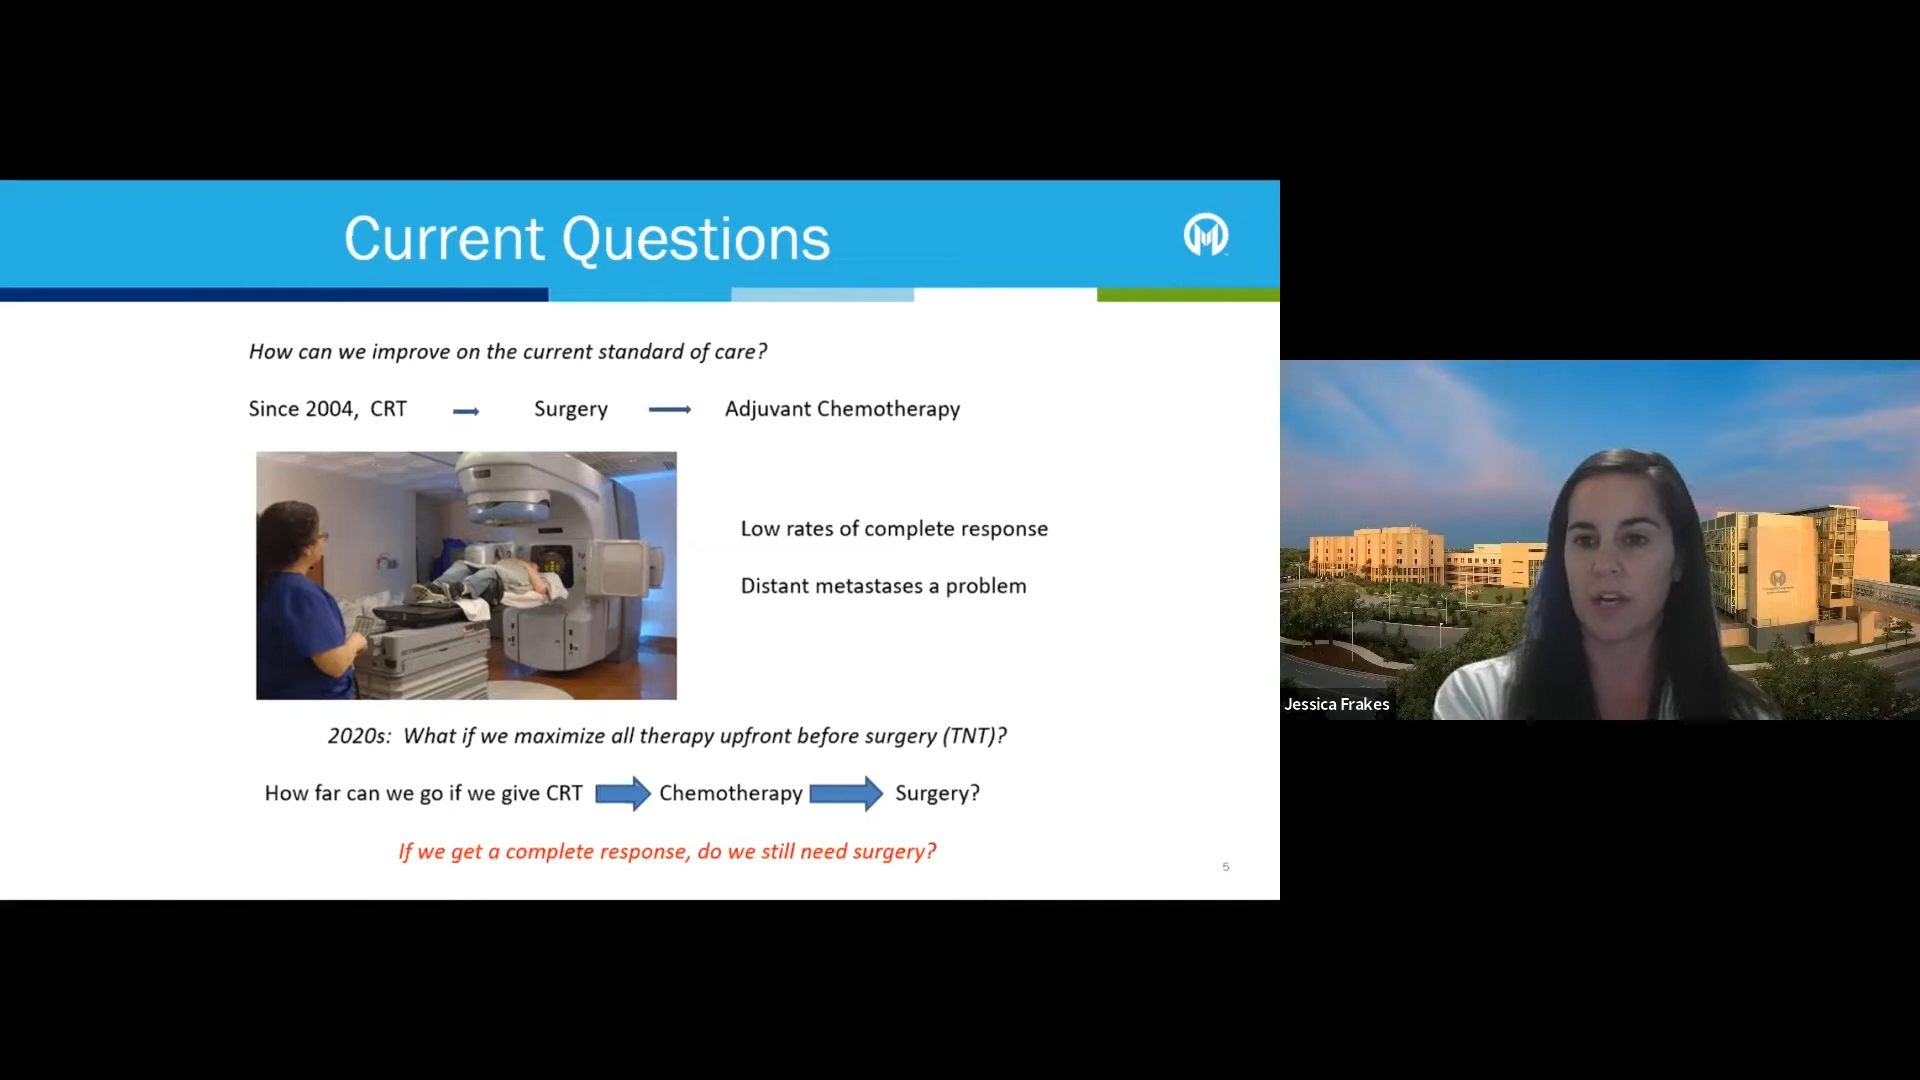 Current Questions
How can we improve on the current standard of care?
Since 2004, CRT Surgery Adjuvant Chemotherapy
Low rates of complete response
Distant metastases a problem
2020s: What if we maximize all therapy upfront before surgery (TNT)?
How far can we go if we give CRT Chemotherapy Surgery?
If we get a complete response, do we still need surgery?
5
Jessica Frakes